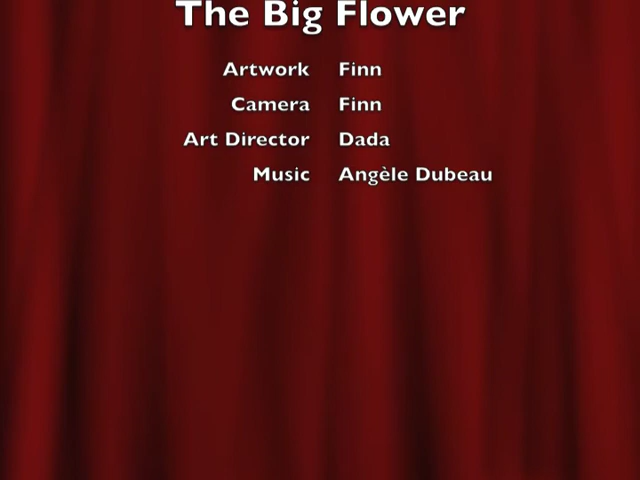 The Big Flower
Artwork Finn
Camera Finn
Art Director Dada
Music Angèle Dubeau